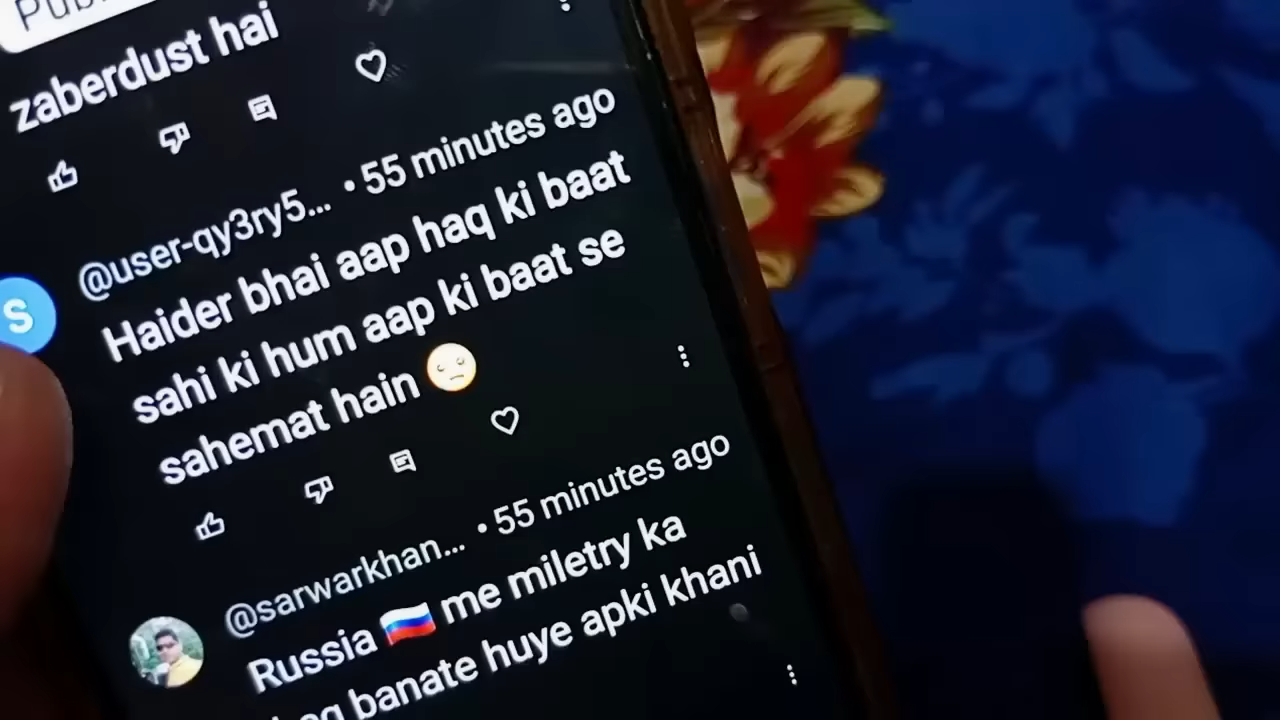 zaberdust hai
@user-qy3ry5... • 55 minutes ago
S
Haider bhai aap haq ki baat
sahi ki hum aap ki baat se
sahemat hain 🙁
@sarwarkhan... • 55 minutes ago
Russia 🇷🇺 me miletry ka
banate huye apki khani